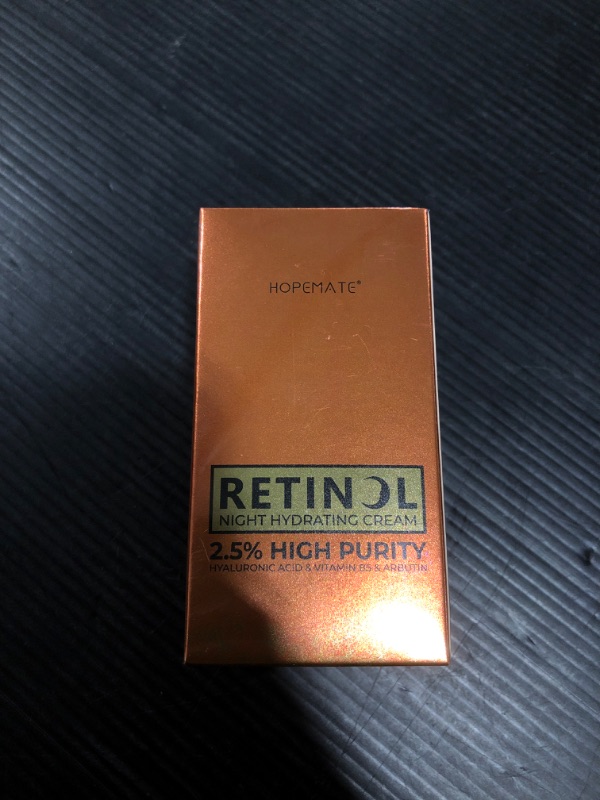 HOPEMATE®
RETINOL
NIGHT HYDRATING CREAM
2.5% HIGH PURITY
HYALURONIC ACID & VITAMIN B5 & ARBUTIN